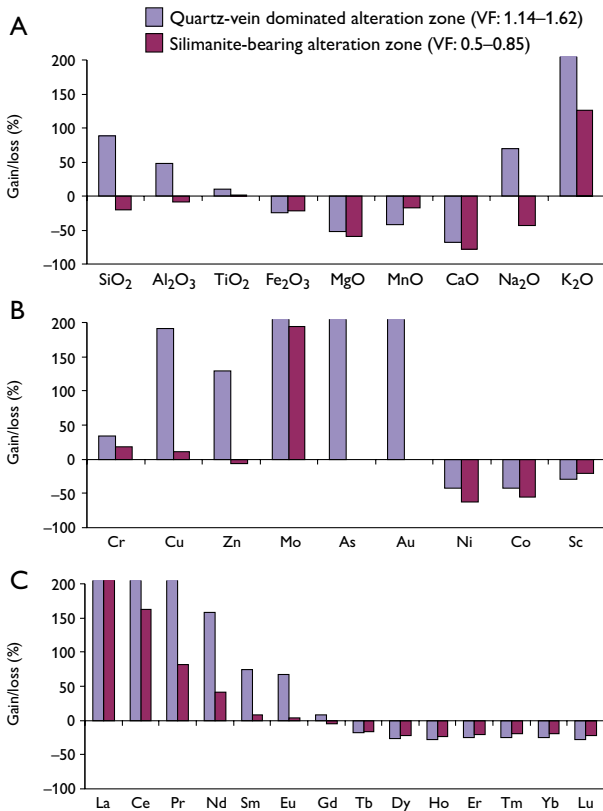 A
Quartz-vein dominated alteration zone (VF: 1.14–1.62)
Silimanite-bearing alteration zone (VF: 0.5–0.85)
Gain/loss (%)
200
150
100
50
0
–50
–100
SiO₂ Al₂O₃ TiO₂ Fe₂O₃ MgO MnO CaO Na₂O K₂O
B
Gain/loss (%)
200
150
100
50
0
–50
–100
Cr Cu Zn Mo As Au Ni Co Sc
C
Gain/loss (%)
200
150
100
50
0
–50
–100
La Ce Pr Nd Sm Eu Gd Tb Dy Ho Er Tm Yb Lu